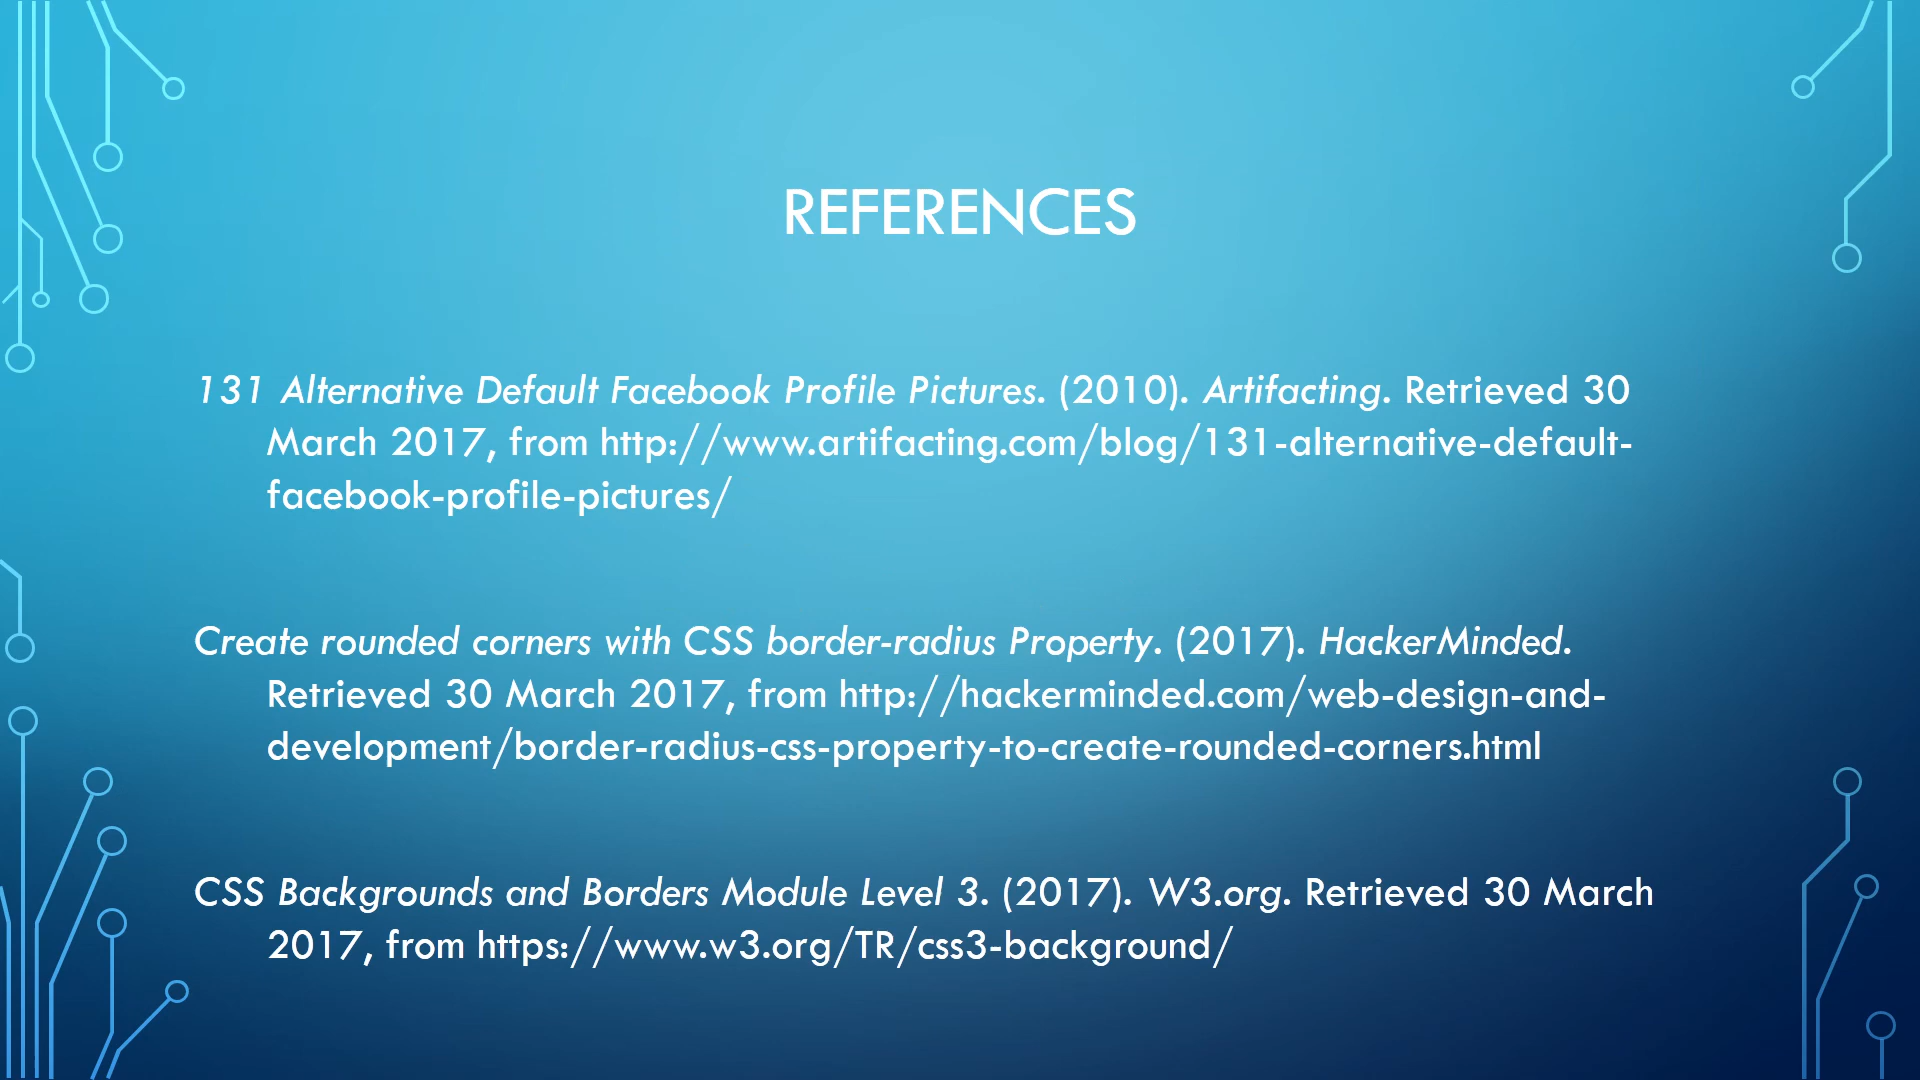 REFERENCES
131 Alternative Default Facebook Profile Pictures. (2010). Artifacting. Retrieved 30
March 2017, from http://www.artifacting.com/blog/131-alternative-default-
facebook-profile-pictures/
Create rounded corners with CSS border-radius Property. (2017). HackerMinded.
Retrieved 30 March 2017, from http://hackerminded.com/web-design-and-
development/border-radius-css-property-to-create-rounded-corners.html
CSS Backgrounds and Borders Module Level 3. (2017). W3.org. Retrieved 30 March
2017, from https://www.w3.org/TR/css3-background/